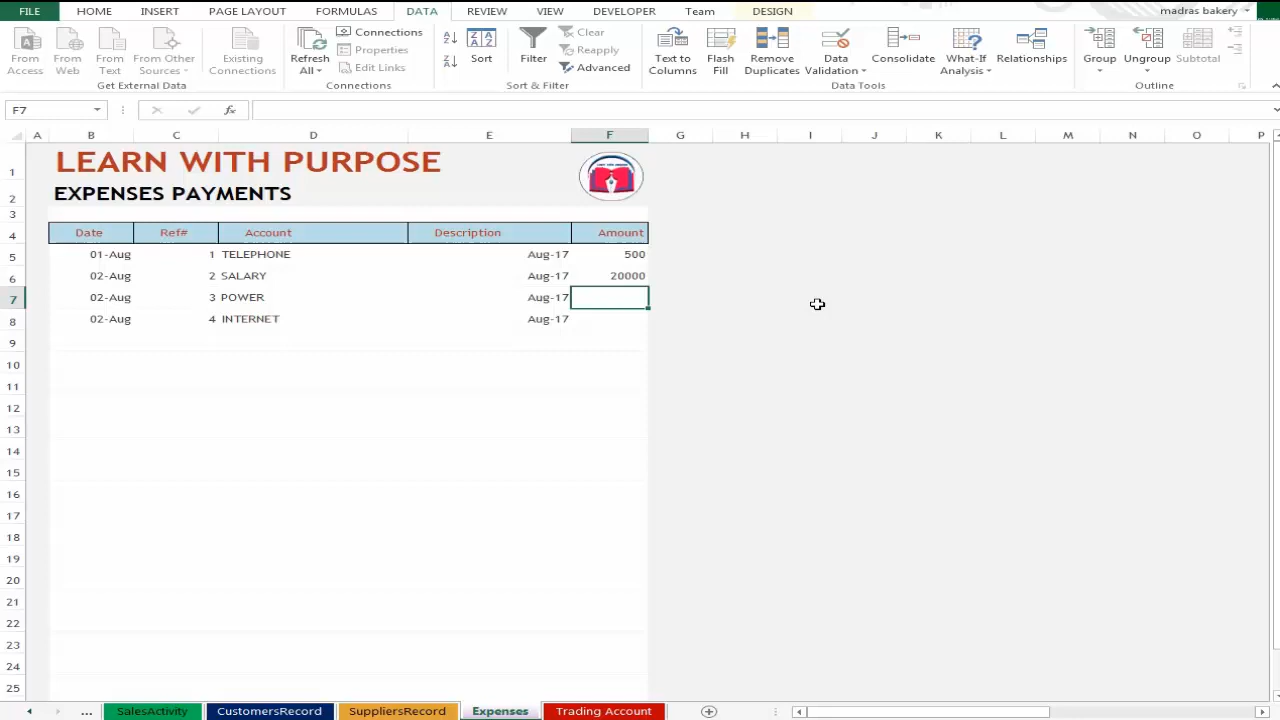 FILE HOME INSERT PAGE LAYOUT FORMULAS DATA REVIEW VIEW DEVELOPER Team DESIGN madras bakery
From Access
From Web
From Text
From Other Sources
Existing Connections
Get External Data
Refresh All
Connections
Properties
Edit Links
Connections
Sort
Filter
Clear
Reapply
Advanced
Sort & Filter
Text to Columns
Flash Fill
Remove Duplicates
Data Validation
Consolidate
What-If Analysis
Relationships
Data Tools
Group
Ungroup
Subtotal
Outline
F7 fx
A B C D E F G H I J K L M N O P
1 LEARN WITH PURPOSE
2 EXPENSES PAYMENTS
3
4 Date Ref# Account Description Amount
5 01-Aug 1 TELEPHONE Aug-17 500
6 02-Aug 2 SALARY Aug-17 20000
7 02-Aug 3 POWER Aug-17
8 02-Aug 4 INTERNET Aug-17
9
10
11
12
13
14
15
16
17
18
19
20
21
22
23
24
25
... SalesActivity CustomersRecord SuppliersRecord Expenses Trading Account